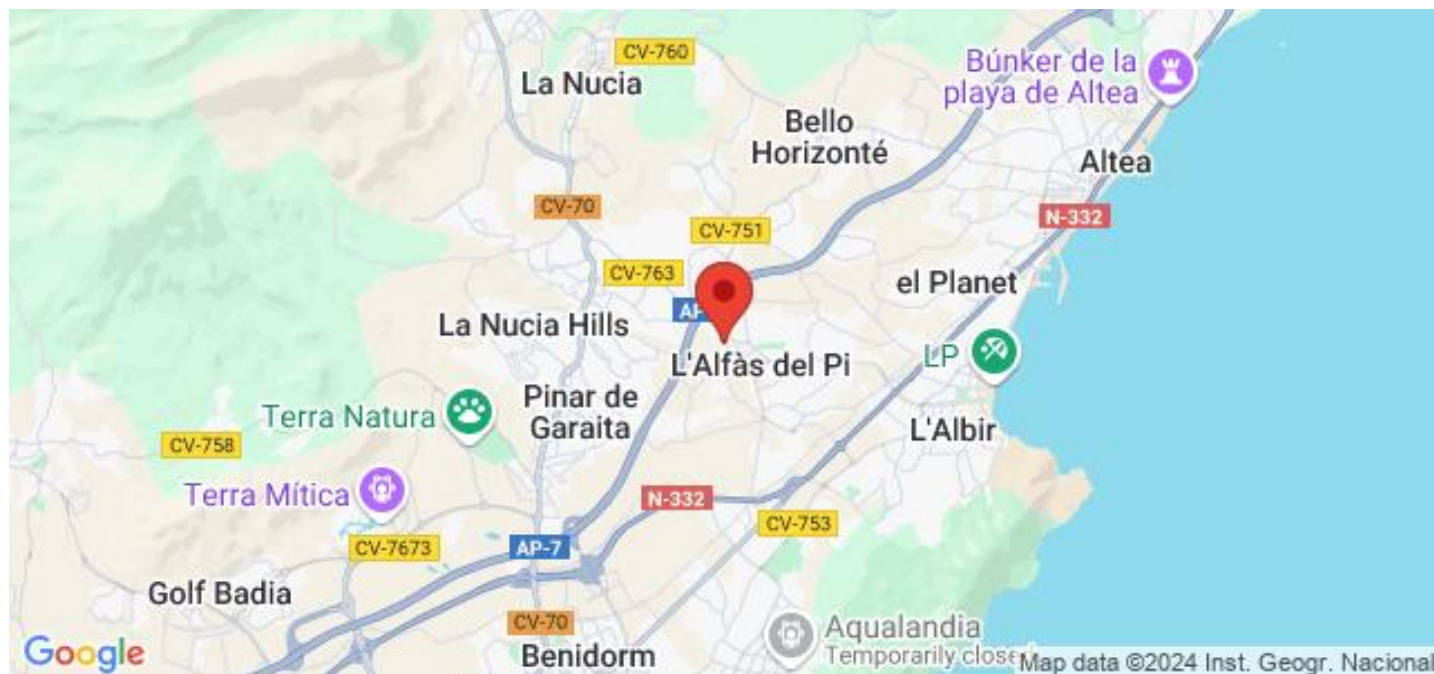 CV-760
La Nucia
Búnker de la
playa de Altea
Bello
Horizonté
Altea
CV-70
N-332
CV-751
CV-763
el Planet
AP
La Nucia Hills
L'Alfàs del Pi
LP
Pinar de
Garaita
Terra Natura
L'Albir
CV-758
Terra Mítica
N-332
CV-753
CV-7673
AP-7
Golf Badia
CV-70
Aqualandia
Temporarily close
Benidorm
Google
Map data ©2024 Inst. Geogr. Nacional